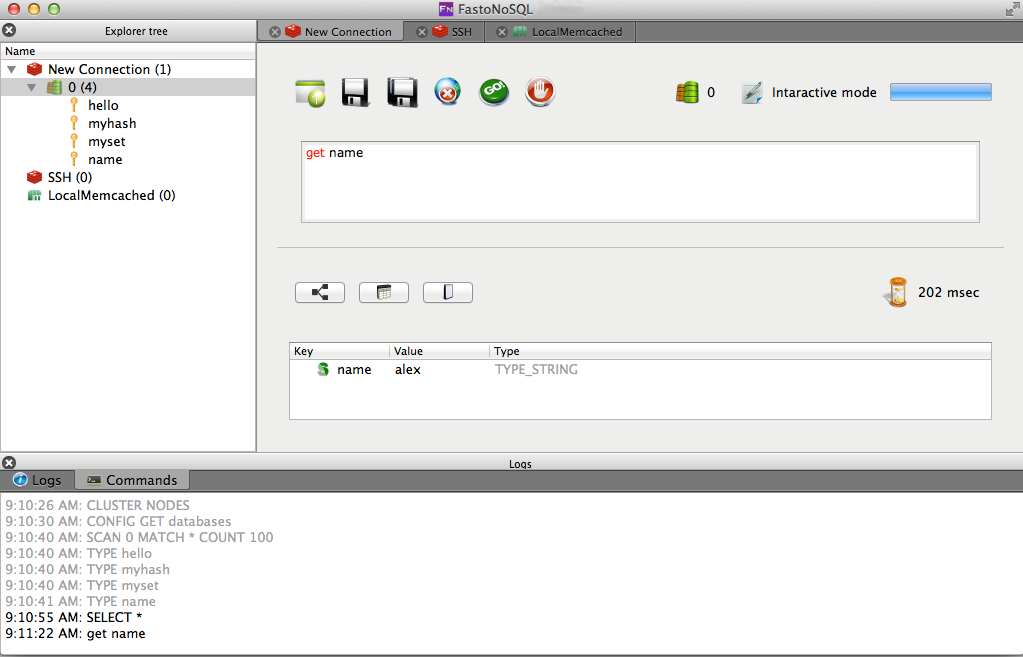 FN FastoNoSQL
Explorer tree
New Connection
SSH
LocalMemcached
Name
New Connection (1)
0 (4)
hello
myhash
myset
name
SSH (0)
LocalMemcached (0)
GO!
0
Intaractive mode
get name
202 msec
Key Value Type
name alex TYPE_STRING
Logs
Logs
Commands
9:10:26 AM: CLUSTER NODES
9:10:30 AM: CONFIG GET databases
9:10:40 AM: SCAN 0 MATCH * COUNT 100
9:10:40 AM: TYPE hello
9:10:40 AM: TYPE myhash
9:10:40 AM: TYPE myset
9:10:41 AM: TYPE name
9:10:55 AM: SELECT *
9:11:22 AM: get name